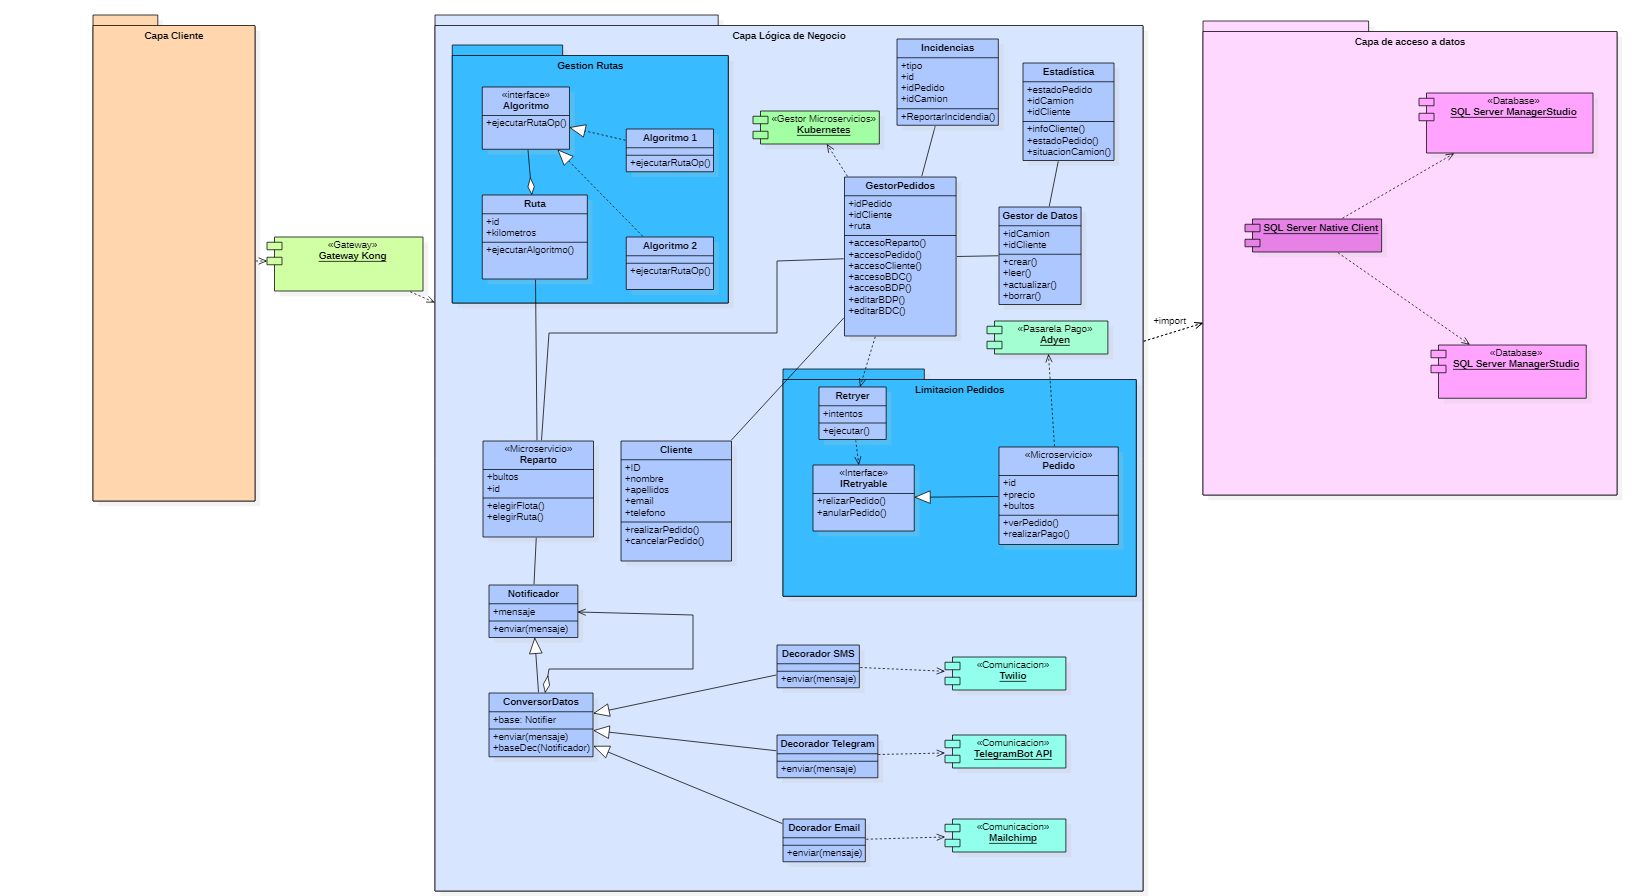 Capa Cliente
«Gateway»
Gateway Kong
Capa Lógica de Negocio
Gestion Rutas
«interface»
Algoritmo
+ejecutarRutaOp()
Algoritmo 1
+ejecutarRutaOp()
Ruta
+id
+kilometros
+ejecutarAlgoritmo()
Algoritmo 2
+ejecutarRutaOp()
«Gestor Microservicios»
Kubernetes
Incidencias
+tipo
+id
+idPedido
+idCamion
+ReportarIncidendia()
Estadística
+estadoPedido
+idCamion
+idCliente
+infoCliente()
+estadoPedido()
+situacionCamion()
GestorPedidos
+idPedido
+idCliente
+ruta
+accesoReparto()
+accesoPedido()
+accesoCliente()
+accesoBDC()
+accesoBDP()
+editarBDP()
+editarBDC()
Gestor de Datos
+idCamion
+idCliente
+crear()
+leer()
+actualizar()
+borrar()
«Pasarela Pago»
Adyen
Limitacion Pedidos
Retryer
+intentos
+ejecutar()
«Interface»
IRetryable
+relizarPedido()
+anularPedido()
«Microservicio»
Pedido
+id
+precio
+bultos
+verPedido()
+realizarPago()
«Microservicio»
Reparto
+bultos
+id
+elegirFlota()
+elegirRuta()
Cliente
+ID
+nombre
+apellidos
+email
+telefono
+realizarPedido()
+cancelarPedido()
Notificador
+mensaje
+enviar(mensaje)
ConversorDatos
+base: Notifier
+enviar(mensaje)
+baseDec(Notificador)
Decorador SMS
+enviar(mensaje)
«Comunicacion»
Twilio
Decorador Telegram
+enviar(mensaje)
«Comunicacion»
TelegramBot API
Dcorador Email
+enviar(mensaje)
«Comunicacion»
Mailchimp
+import
Capa de acceso a datos
«Database»
SQL Server ManagerStudio
SQL Server Native Client
«Database»
SQL Server ManagerStudio